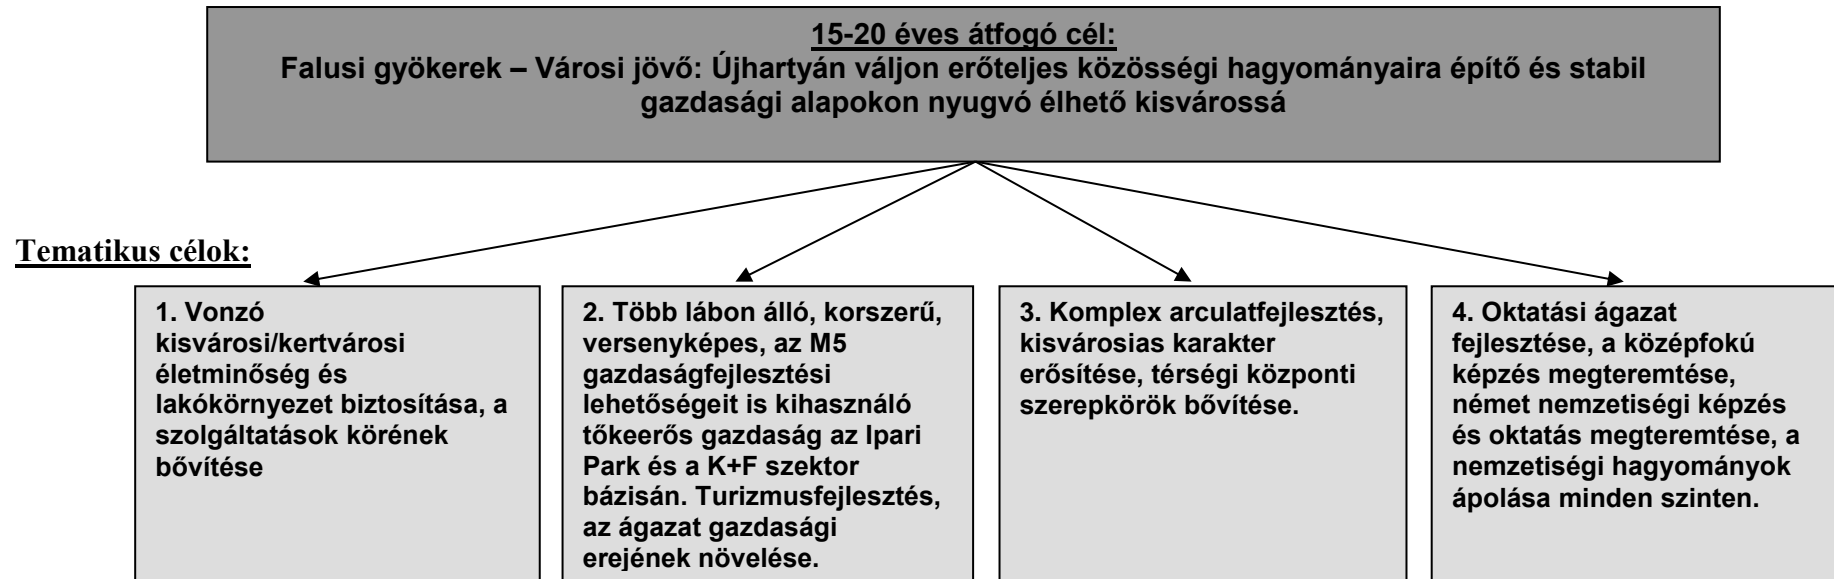 15-20 éves átfogó cél:
Falusi gyökerek – Városi jövő: Újhartyán váljon erőteljes közösségi hagyományaira építő és stabil
gazdasági alapokon nyugvó élhető kisvárossá
Tematikus célok:
1. Vonzó
kisvárosi/kertvárosi
életminőség és
lakókörnyezet biztosítása, a
szolgáltatások körének
bővítése
2. Több lábon álló, korszerű,
versenyképes, az M5
gazdaságfejlesztési
lehetőségeit is kihasználó
tőkeerős gazdaság az Ipari
Park és a K+F szektor
bázisán. Turizmusfejlesztés,
az ágazat gazdasági
erejének növelése.
3. Komplex arculatfejlesztés,
kisvárosias karakter
erősítése, térségi központi
szerepkörök bővítése.
4. Oktatási ágazat
fejlesztése, a középfokú
képzés megteremtése,
német nemzetiségi képzés
és oktatás megteremtése, a
nemzetiségi hagyományok
ápolása minden szinten.